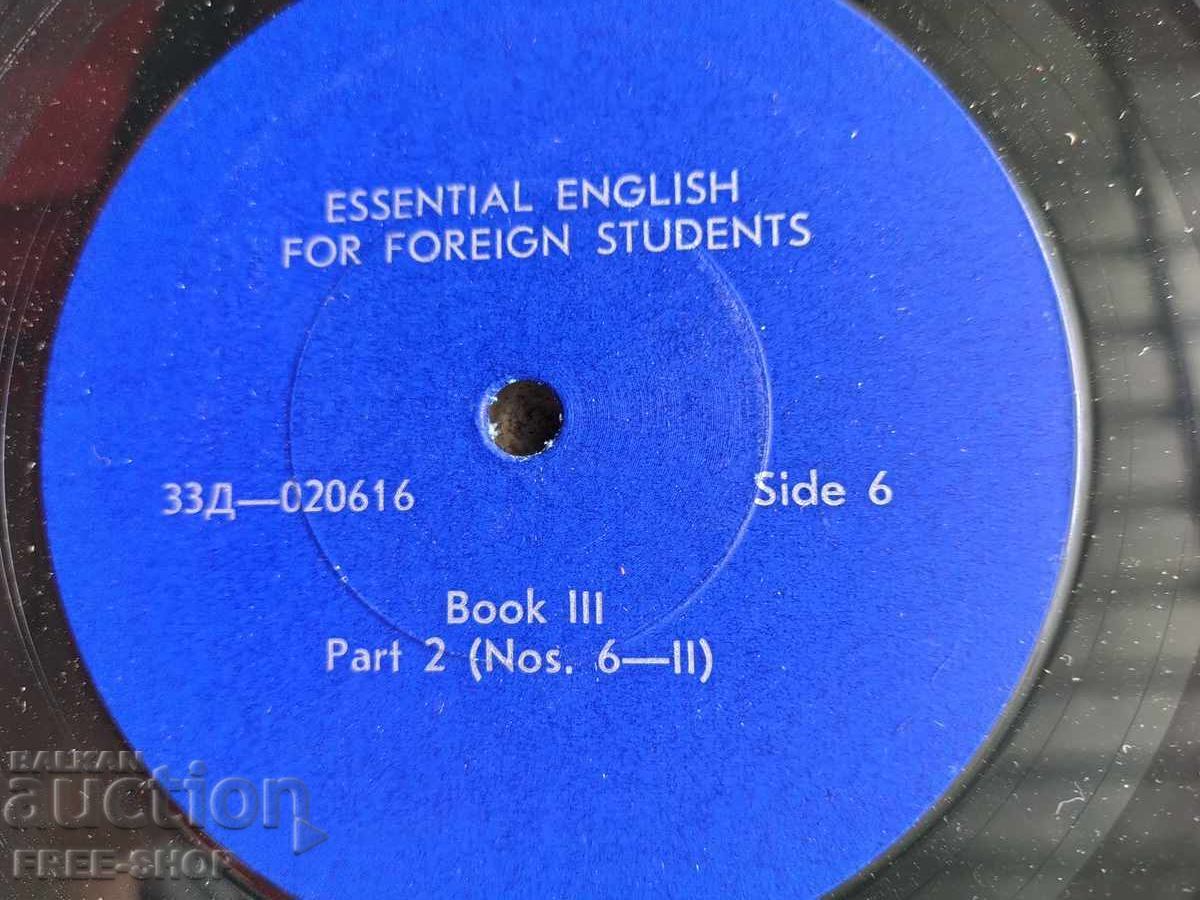 ESSENTIAL ENGLISH
FOR FOREIGN STUDENTS
33Д—020616
Side 6
Book III
Part 2 (Nos. 6—II)
BALKAN
auction
FREE-SHOP